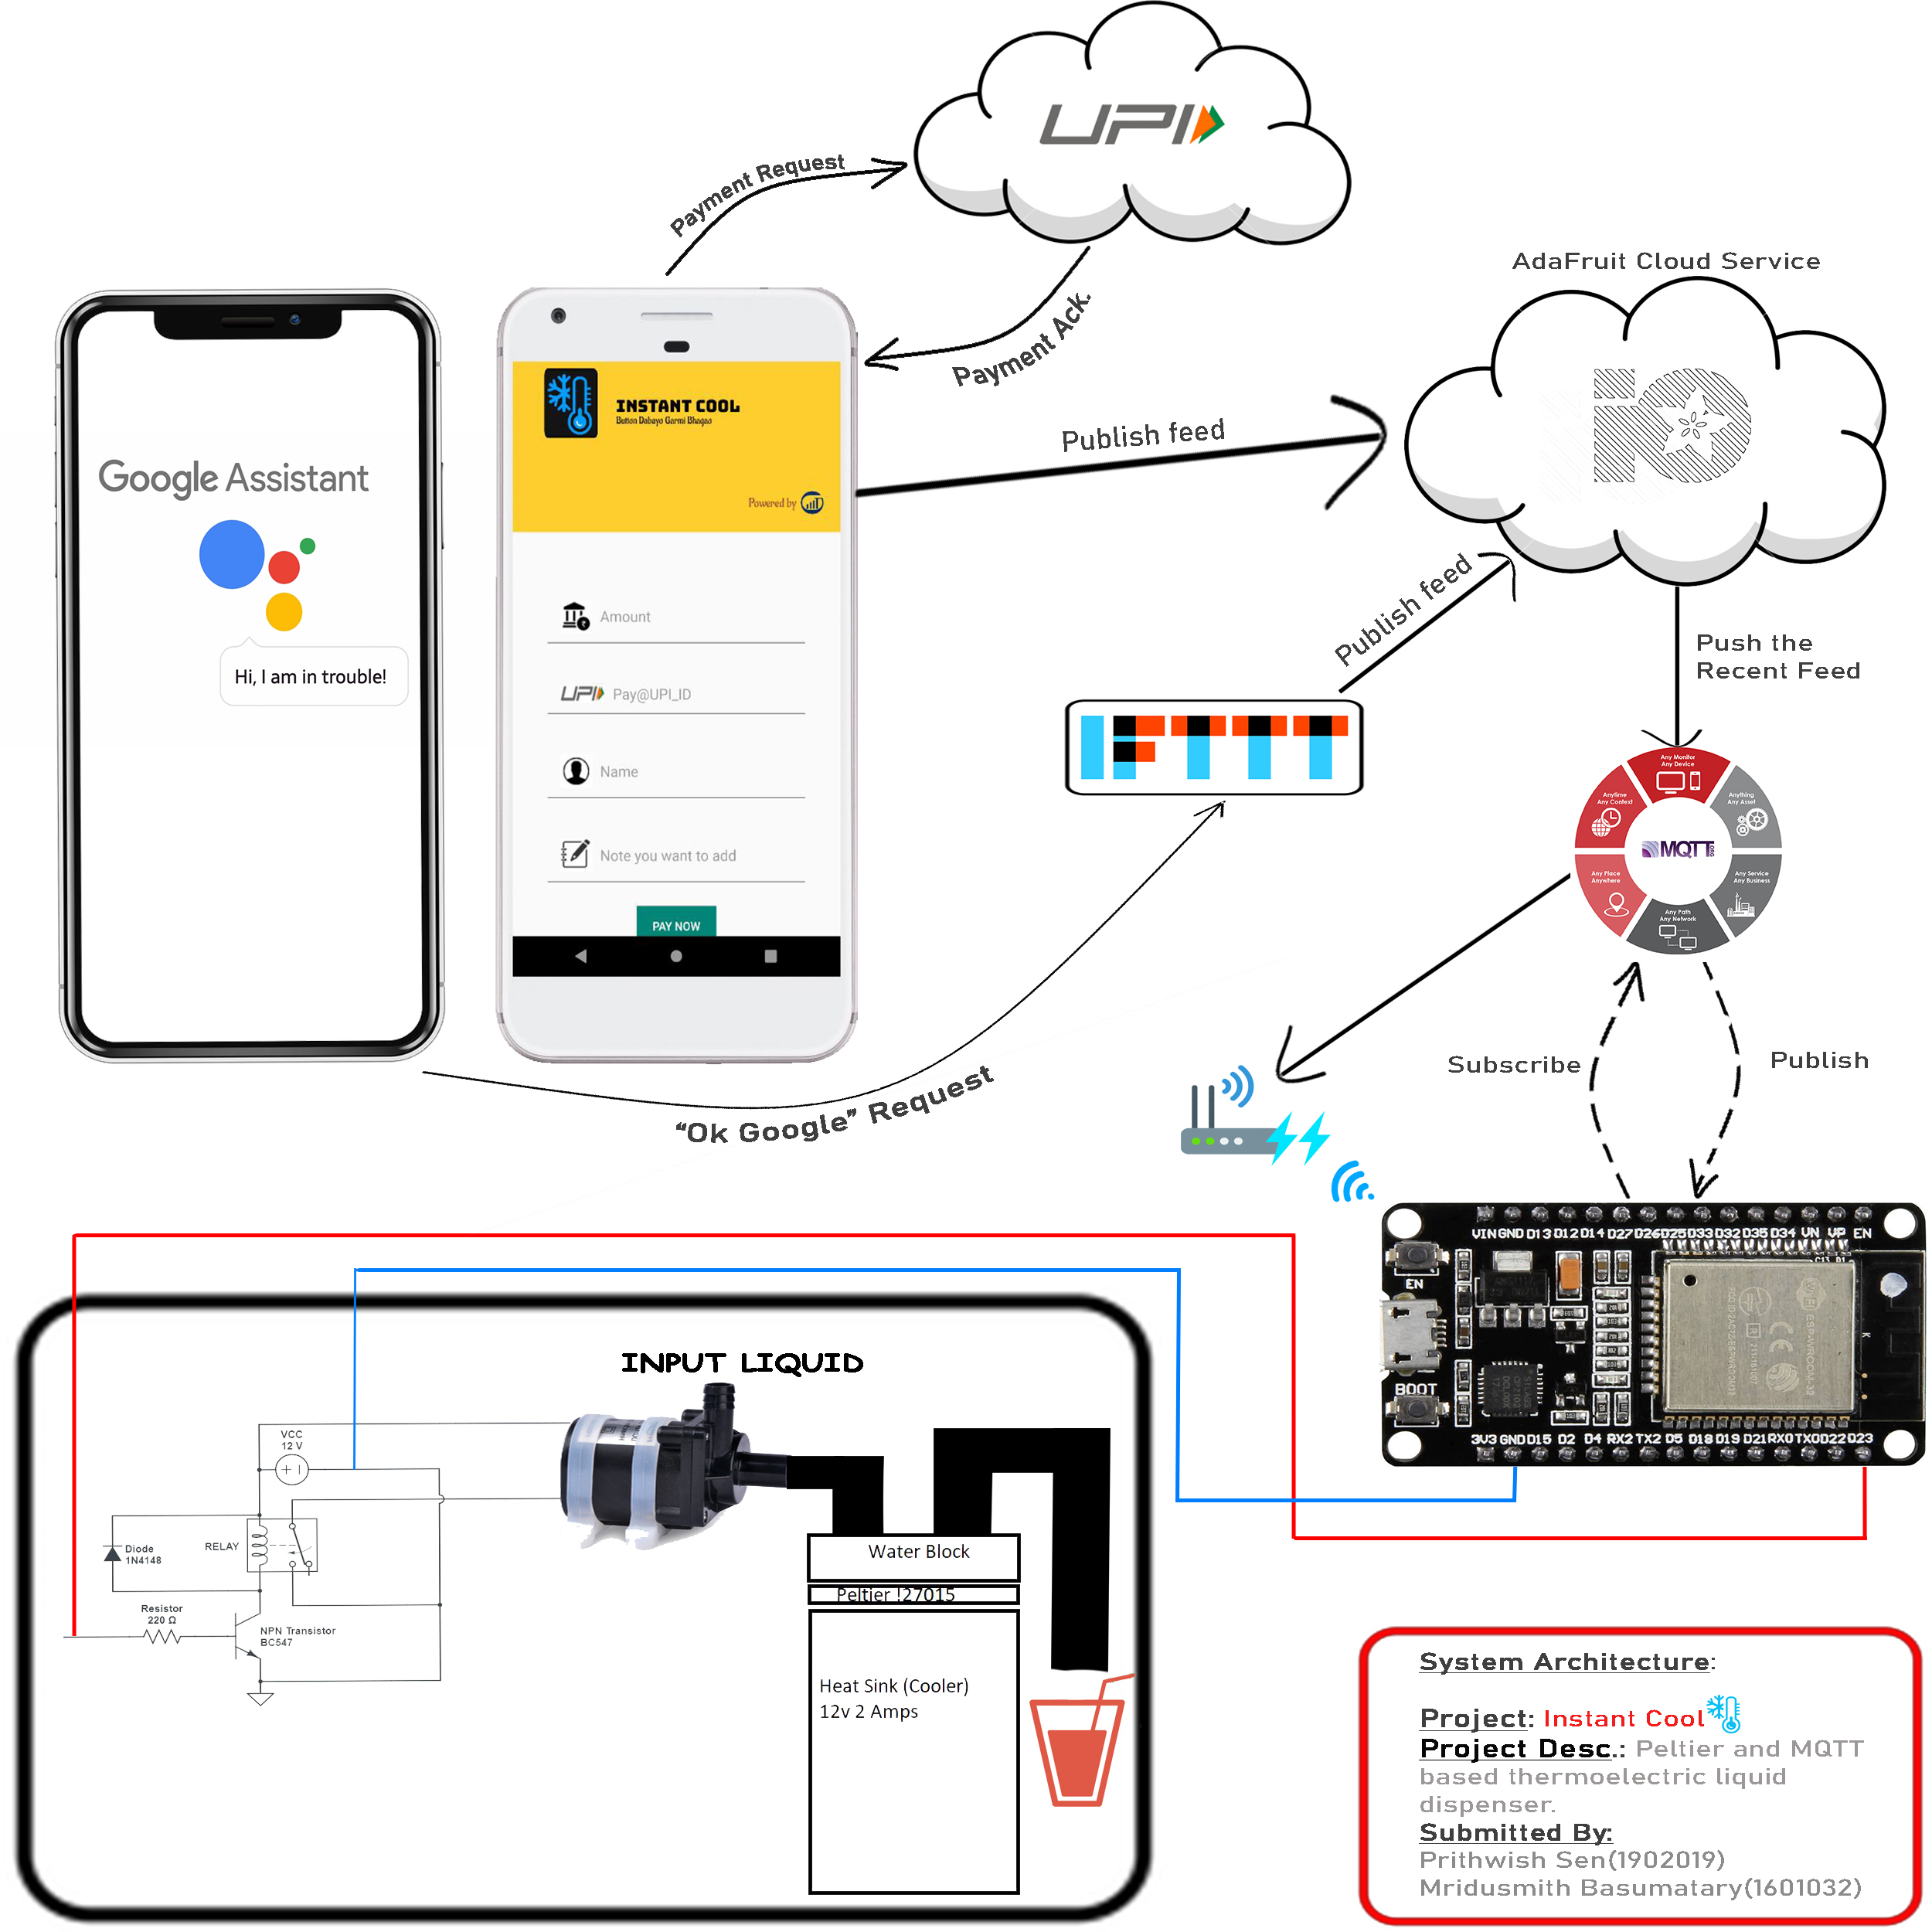 UPI
Payment Request
Payment Ack.
AdaFruit Cloud Service
iO
Google Assistant
Hi, I am in trouble!
INSTANT COOL
Button Dabayo Garmi Bhagao
Powered by
Amount
UPI Pay@UPI_ID
Name
Note you want to add
PAY NOW
Publish feed
Publish feed
Push the
Recent Feed
IFTTT
Any Monitor
Any Device
Anytime
Any Context
Anything
Any Asset
MQTT
.ORG
Any Place
Anywhere
Any Service
Any Business
Any Path
Any Network
Subscribe
Publish
“Ok Google” Request
VIN GND D13 D12 D14 D27 D26 D25 D33 D32 D35 D34 VN VP EN
EN
BOOT
3V3 GND D15 D2 D4 RX2 TX2 D5 D18 D19 D21 RX0 TX0 D22 D23
INPUT LIQUID
VCC
12 V
Diode
1N4148
RELAY
Resistor
220 Ω
NPN Transistor
BC547
Water Block
Peltier !27015
Heat Sink (Cooler)
12v 2 Amps
System Architecture:
Project: Instant Cool
Project Desc.: Peltier and MQTT
based thermoelectric liquid
dispenser.
Submitted By:
Prithwish Sen(1902019)
Mridusmith Basumatary(1601032)